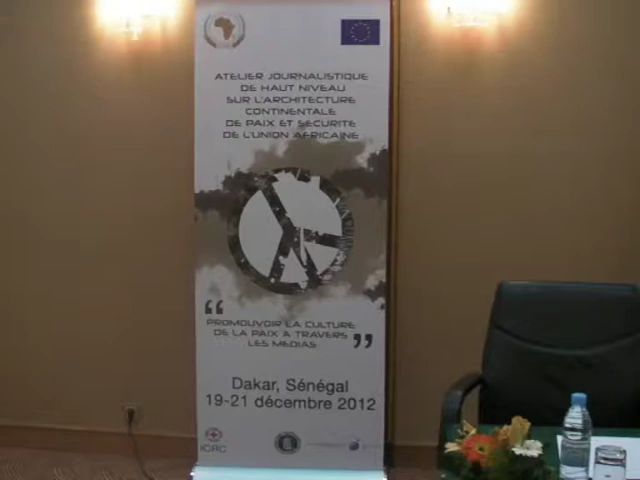 ATELIER JOURNALISTIQUE
DE HAUT NIVEAU
SUR L'ARCHITECTURE
CONTINENTALE
DE PAIX ET SECURITE
DE L'UNION AFRICAINE
“ PROMOUVOIR LA CULTURE
DE LA PAIX A TRAVERS
LES MEDIAS ”
Dakar, Sénégal
19-21 décembre 2012
ICRC